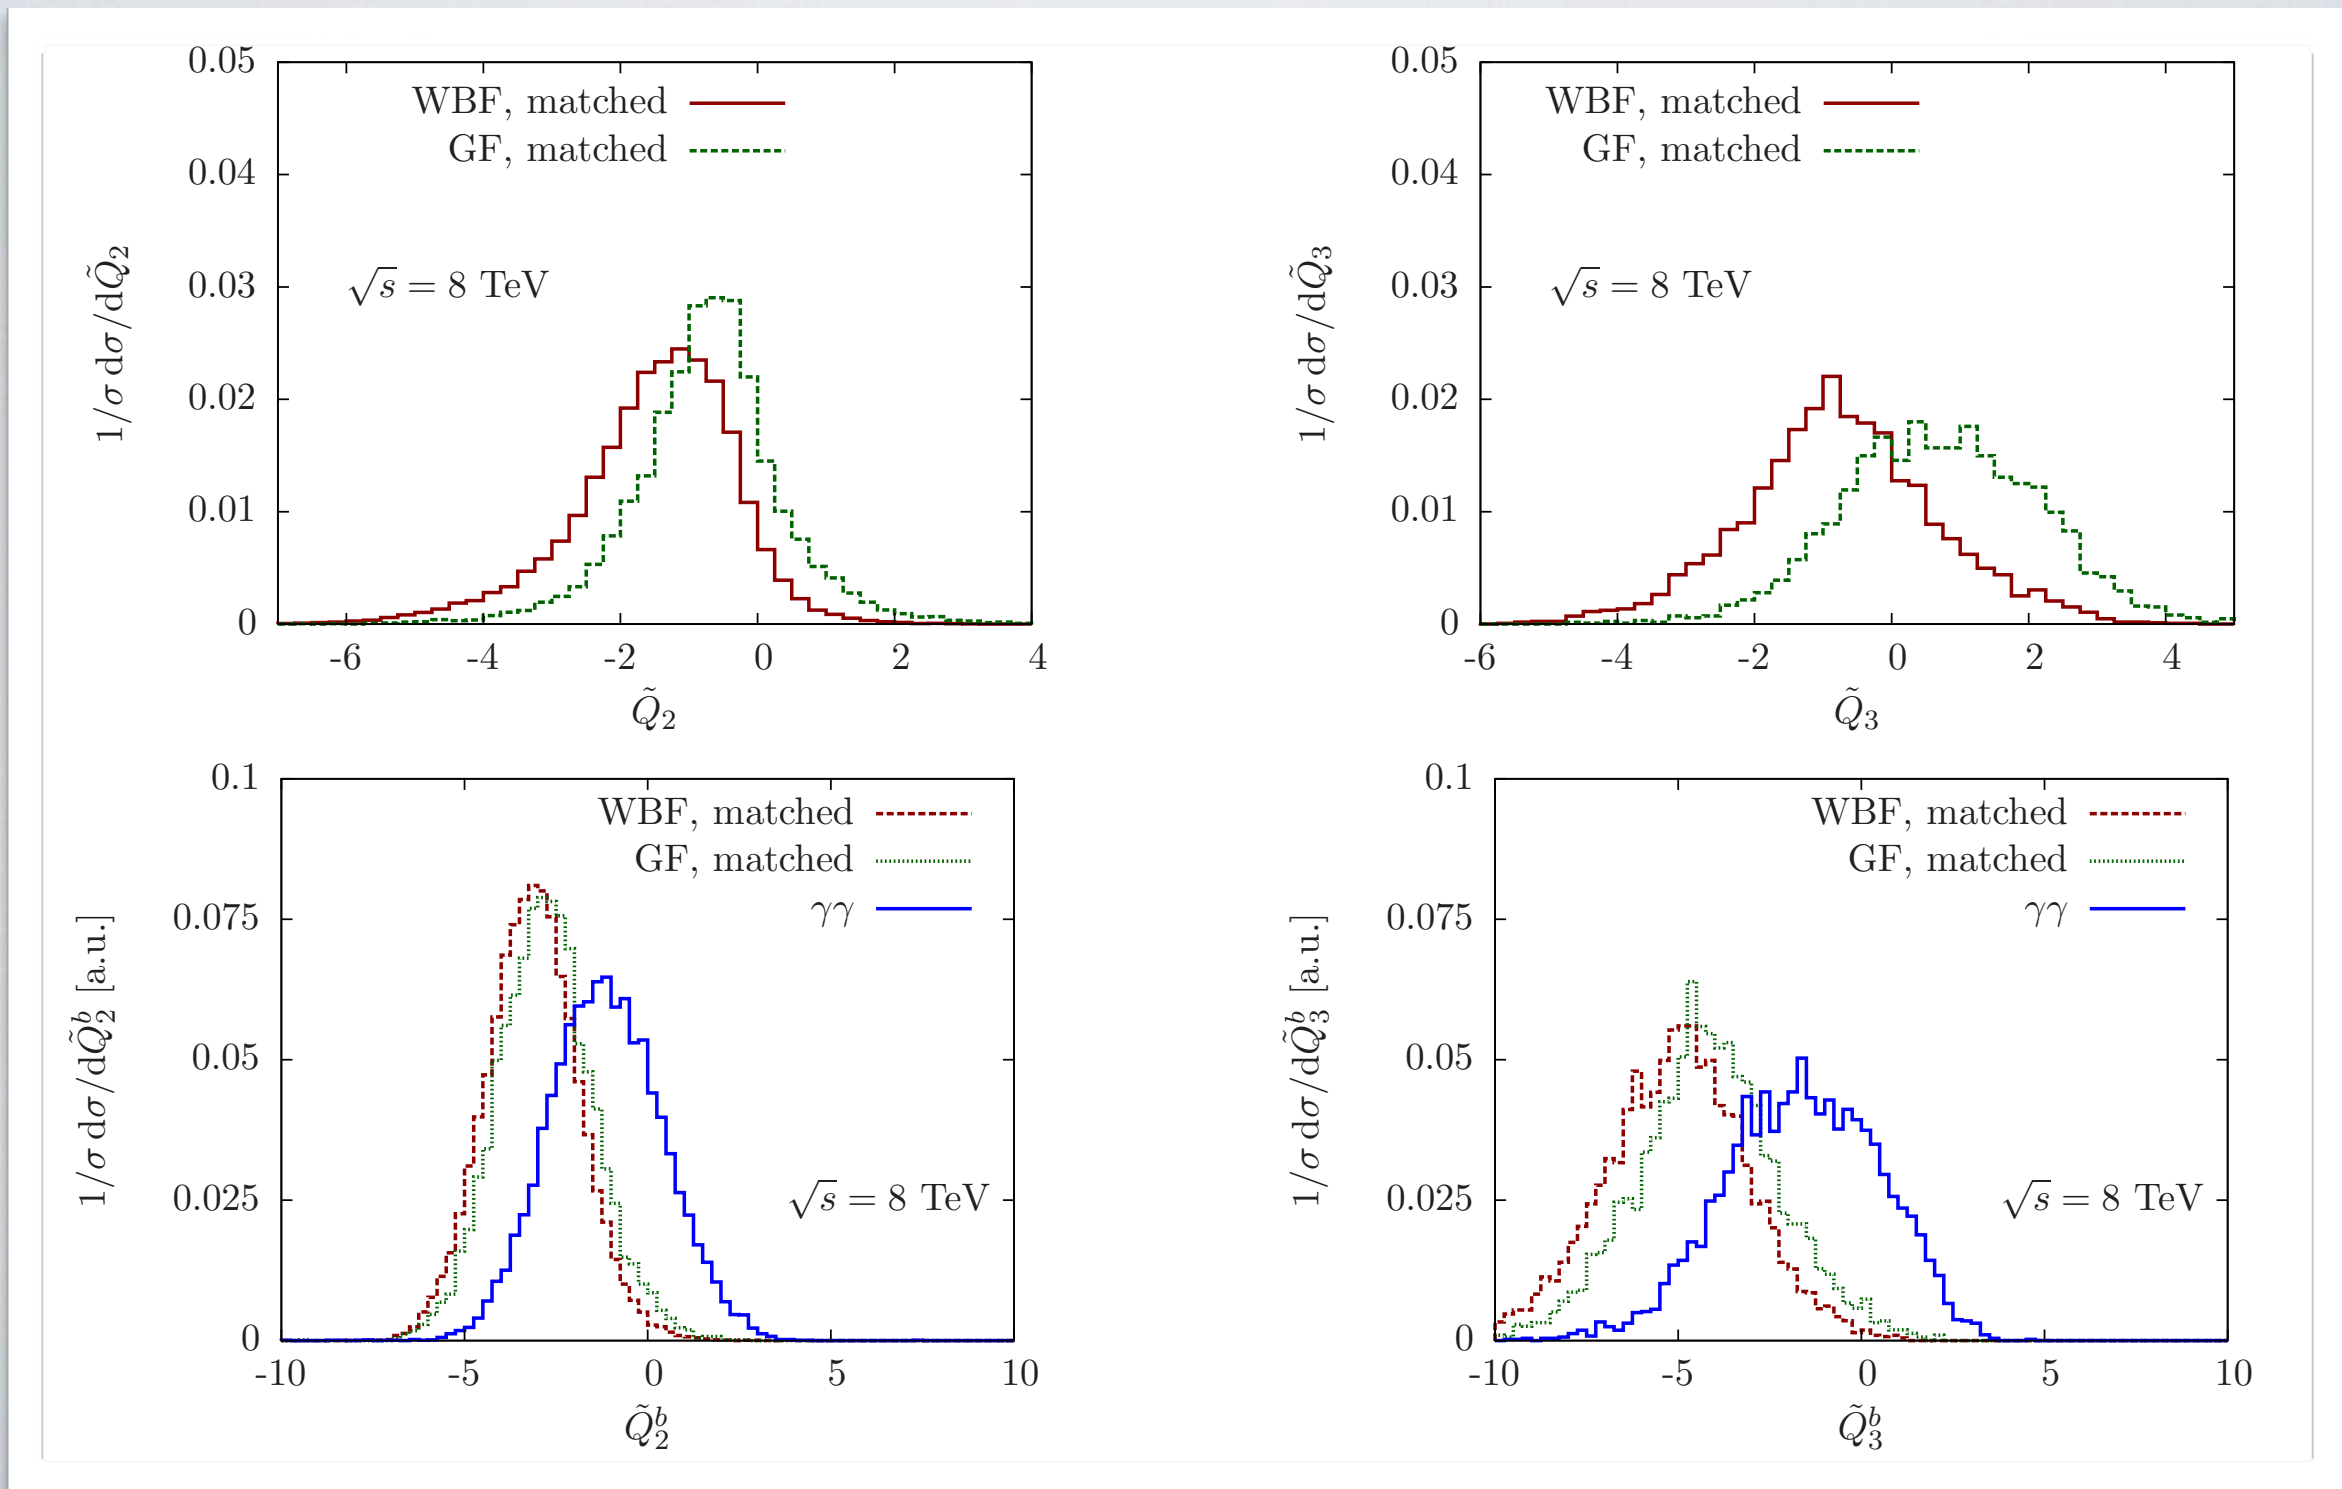 0.05
0.04
0.03
0.02
0.01
0
1/σ dσ/dQ̃₂
WBF, matched
GF, matched
√s = 8 TeV
-6 -4 -2 0 2 4
Q̃₂
0.05
0.04
0.03
0.02
0.01
0
1/σ dσ/dQ̃₃
WBF, matched
GF, matched
√s = 8 TeV
-6 -4 -2 0 2 4
Q̃₃
0.1
0.075
0.05
0.025
0
1/σ dσ/dQ̃₂ᵇ [a.u.]
WBF, matched
GF, matched
γγ
√s = 8 TeV
-10 -5 0 5 10
Q̃₂ᵇ
0.1
0.075
0.05
0.025
0
1/σ dσ/dQ̃₃ᵇ [a.u.]
WBF, matched
GF, matched
γγ
√s = 8 TeV
-10 -5 0 5 10
Q̃₃ᵇ